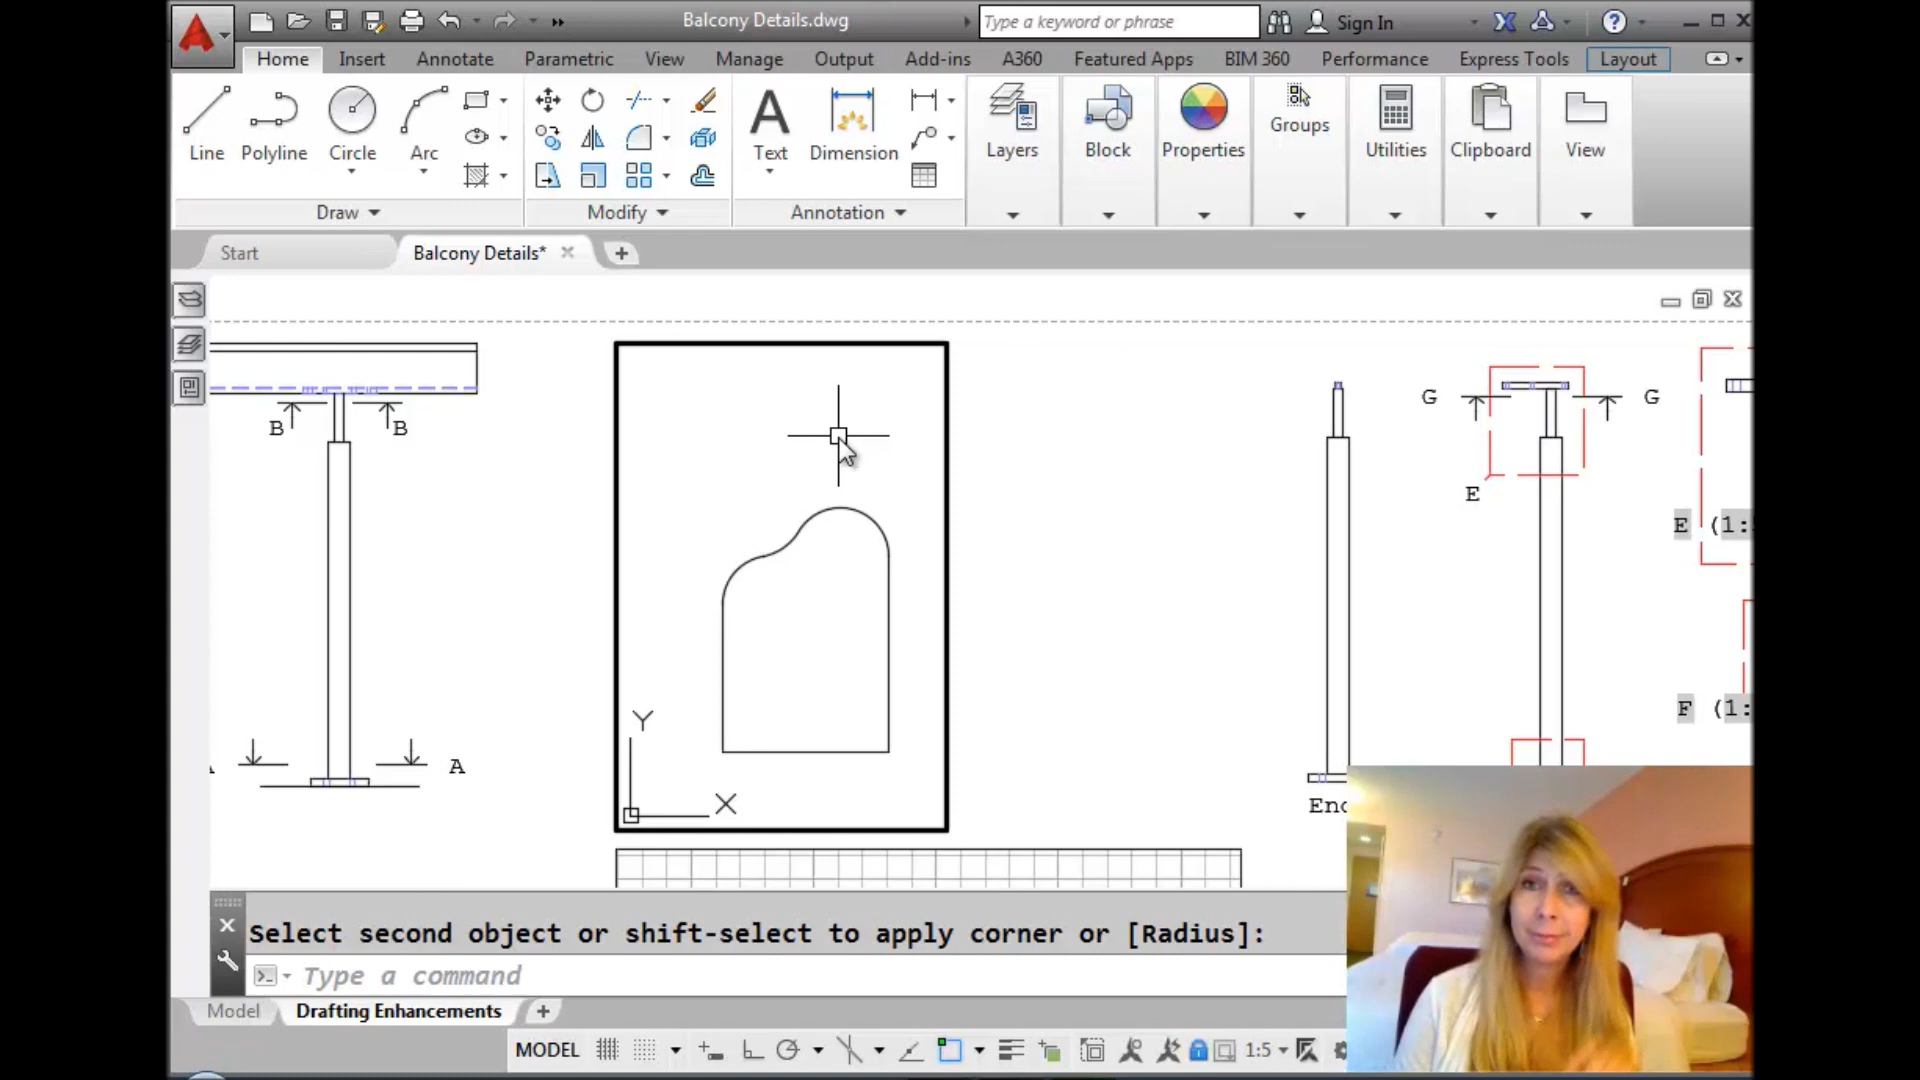 Balcony Details.dwg
Type a keyword or phrase
Sign In
Home Insert Annotate Parametric View Manage Output Add-ins A360 Featured Apps BIM 360 Performance Express Tools Layout
Line Polyline Circle Arc
Text Dimension
Layers Block Properties Groups Utilities Clipboard View
Draw Modify Annotation
Start Balcony Details*
B B
A
G G
E
E (1:
F (1:
Y
X
Select second object or shift-select to apply corner or [Radius]:
Type a command
Model Drafting Enhancements
MODEL 1:5